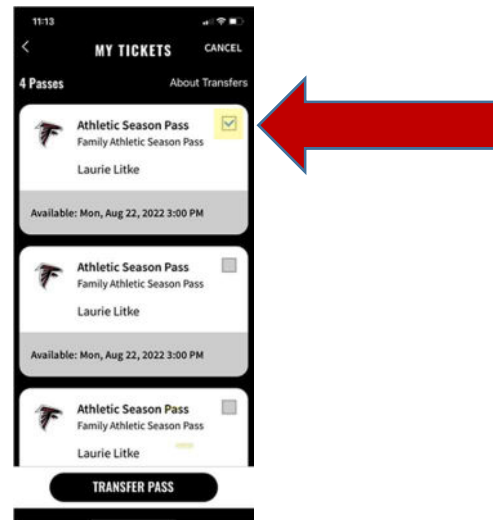 11:13
MY TICKETS CANCEL
4 Passes About Transfers
Athletic Season Pass
Family Athletic Season Pass
Laurie Litke
Available: Mon, Aug 22, 2022 3:00 PM
Athletic Season Pass
Family Athletic Season Pass
Laurie Litke
Available: Mon, Aug 22, 2022 3:00 PM
Athletic Season Pass
Family Athletic Season Pass
Laurie Litke
TRANSFER PASS